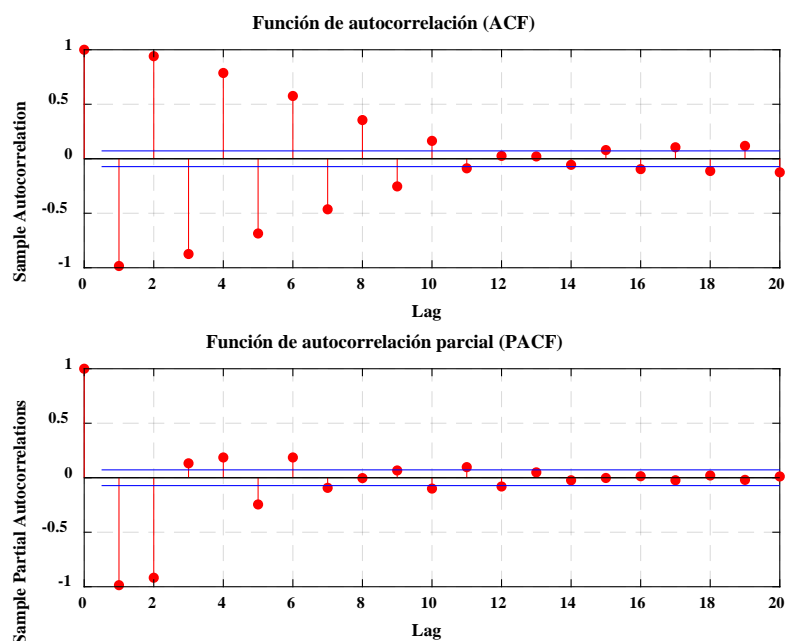 Función de autocorrelación (ACF)
Sample Autocorrelation
1
0.5
0
-0.5
-1
0 2 4 6 8 10 12 14 16 18 20
Lag
Función de autocorrelación parcial (PACF)
Sample Partial Autocorrelations
1
0.5
0
-0.5
-1
0 2 4 6 8 10 12 14 16 18 20
Lag